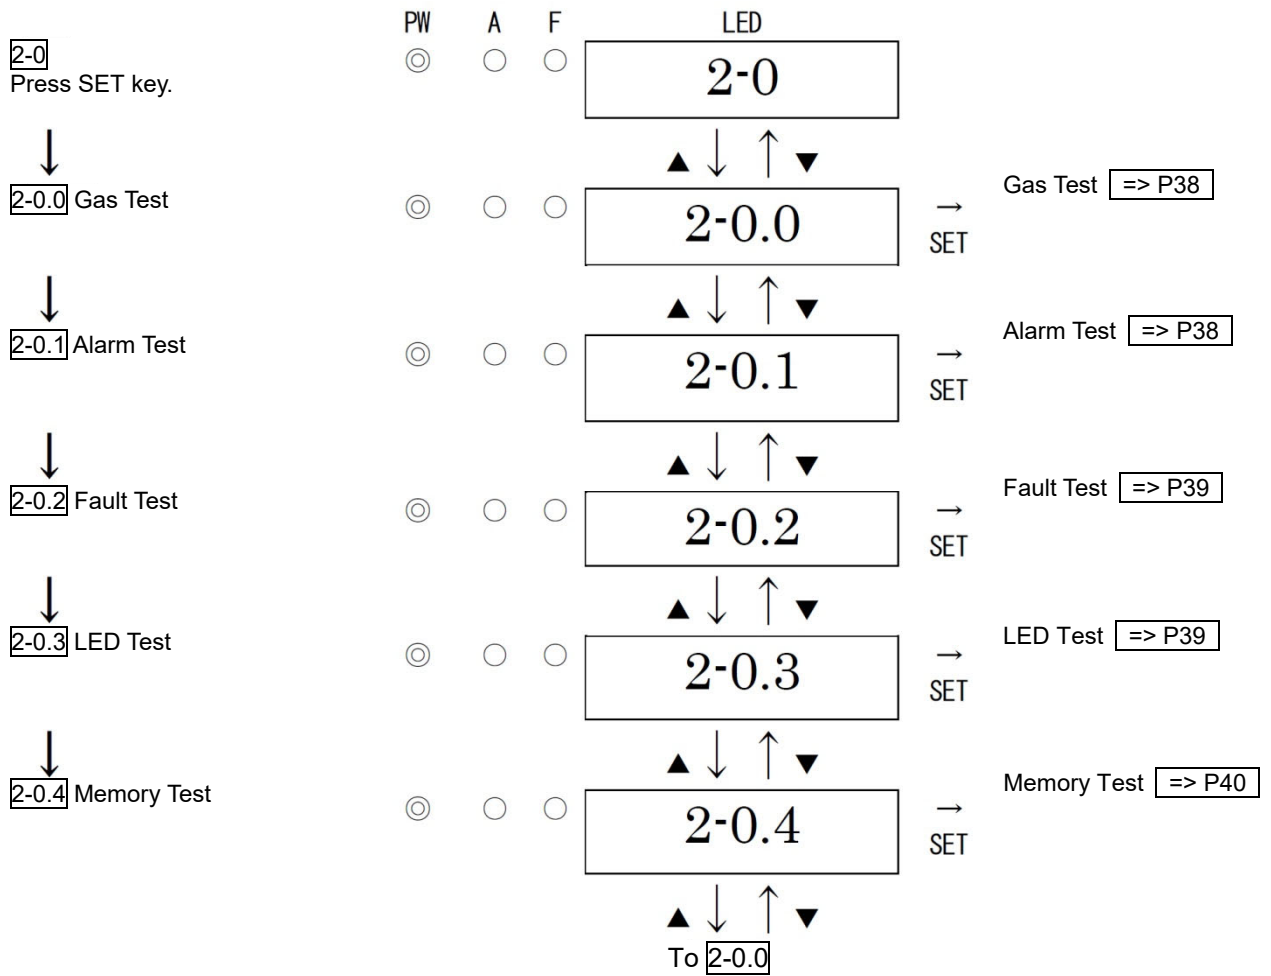 PW A F LED
2-0
Press SET key.
2-0
▲ ↓ ↑ ▼
↓
2-0.0 Gas Test
2-0.0
→
SET
Gas Test => P38
▲ ↓ ↑ ▼
↓
2-0.1 Alarm Test
2-0.1
→
SET
Alarm Test => P38
▲ ↓ ↑ ▼
↓
2-0.2 Fault Test
2-0.2
→
SET
Fault Test => P39
▲ ↓ ↑ ▼
↓
2-0.3 LED Test
2-0.3
→
SET
LED Test => P39
▲ ↓ ↑ ▼
↓
2-0.4 Memory Test
2-0.4
→
SET
Memory Test => P40
▲ ↓ ↑ ▼
To 2-0.0